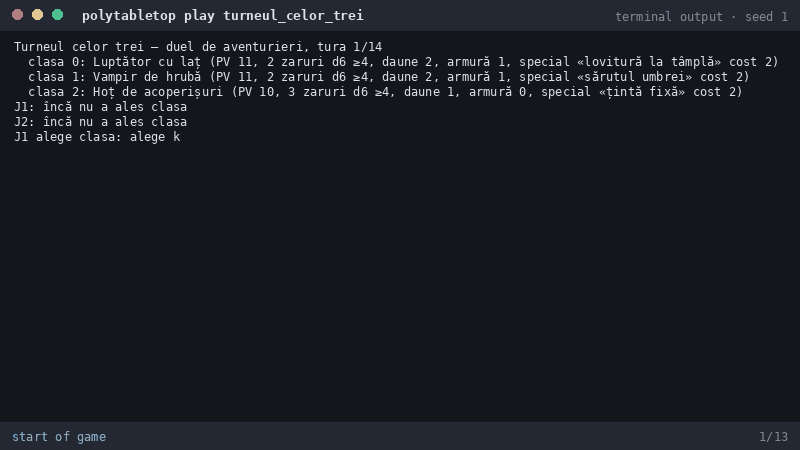 polytabletop play turneul_celor_trei
terminal output · seed 1
Turneul celor trei — duel de aventurieri, tura 1/14
clasa 0: Luptător cu laț (PV 11, 2 zaruri d6 ≥4, daune 2, armură 1, special «lovitură la tâmplă» cost 2)
clasa 1: Vampir de hrubă (PV 11, 2 zaruri d6 ≥4, daune 2, armură 1, special «sărutul umbrei» cost 2)
clasa 2: Hoț de acoperișuri (PV 10, 3 zaruri d6 ≥4, daune 1, armură 0, special «țintă fixă» cost 2)
J1: încă nu a ales clasa
J2: încă nu a ales clasa
J1 alege clasa: alege k
start of game
1/13